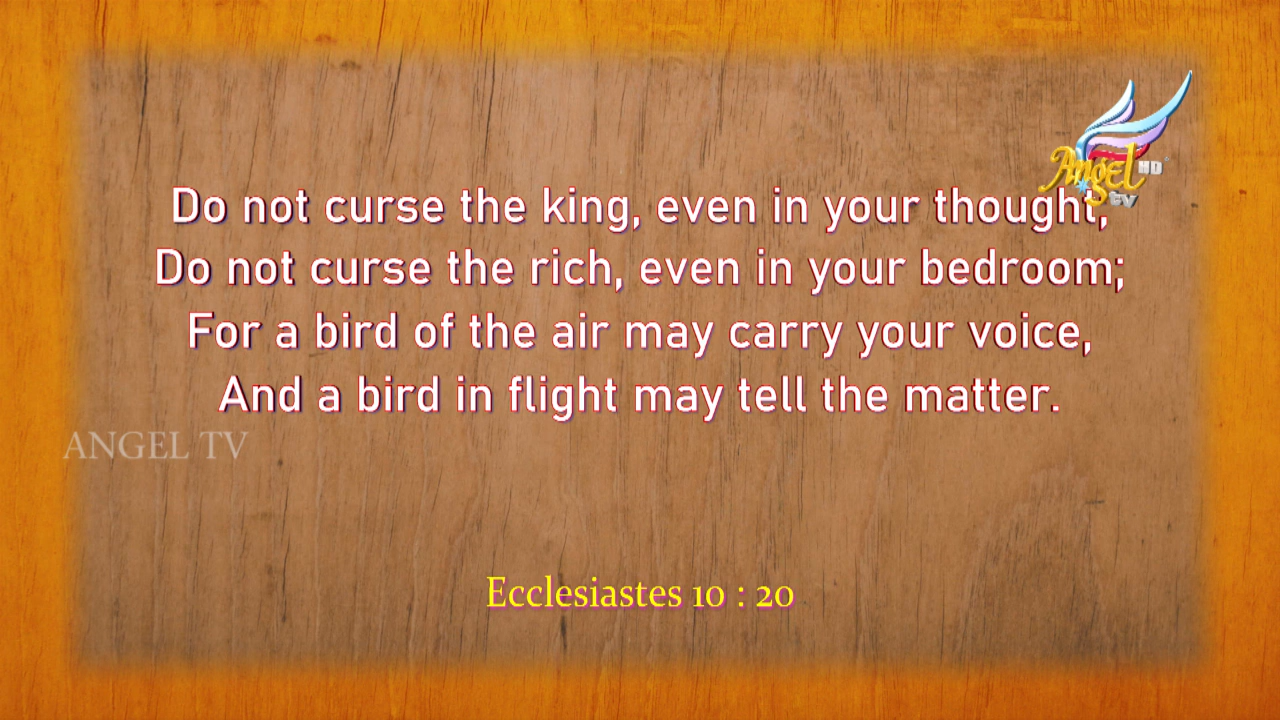 Angel HD
tv
Do not curse the king, even in your thought,
Do not curse the rich, even in your bedroom;
For a bird of the air may carry your voice,
And a bird in flight may tell the matter.
ANGEL TV
Ecclesiastes 10 : 20